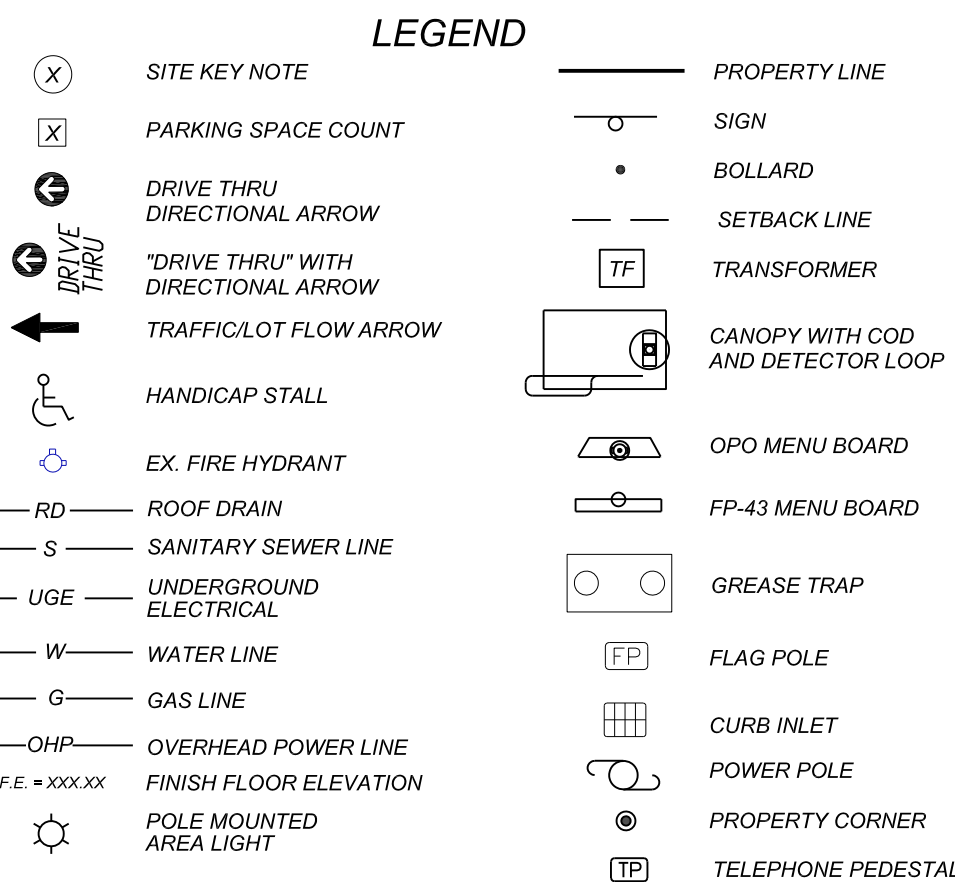 LEGEND
X SITE KEY NOTE
X PARKING SPACE COUNT
DRIVE THRU
DIRECTIONAL ARROW
DRIVE
THRU
"DRIVE THRU" WITH
DIRECTIONAL ARROW
TRAFFIC/LOT FLOW ARROW
HANDICAP STALL
EX. FIRE HYDRANT
RD ROOF DRAIN
S SANITARY SEWER LINE
UGE UNDERGROUND
ELECTRICAL
W WATER LINE
G GAS LINE
OHP OVERHEAD POWER LINE
F.E. = XXX.XX FINISH FLOOR ELEVATION
POLE MOUNTED
AREA LIGHT
PROPERTY LINE
SIGN
BOLLARD
SETBACK LINE
TF TRANSFORMER
CANOPY WITH COD
AND DETECTOR LOOP
OPO MENU BOARD
FP-43 MENU BOARD
GREASE TRAP
FP FLAG POLE
CURB INLET
POWER POLE
PROPERTY CORNER
TP TELEPHONE PEDESTAL